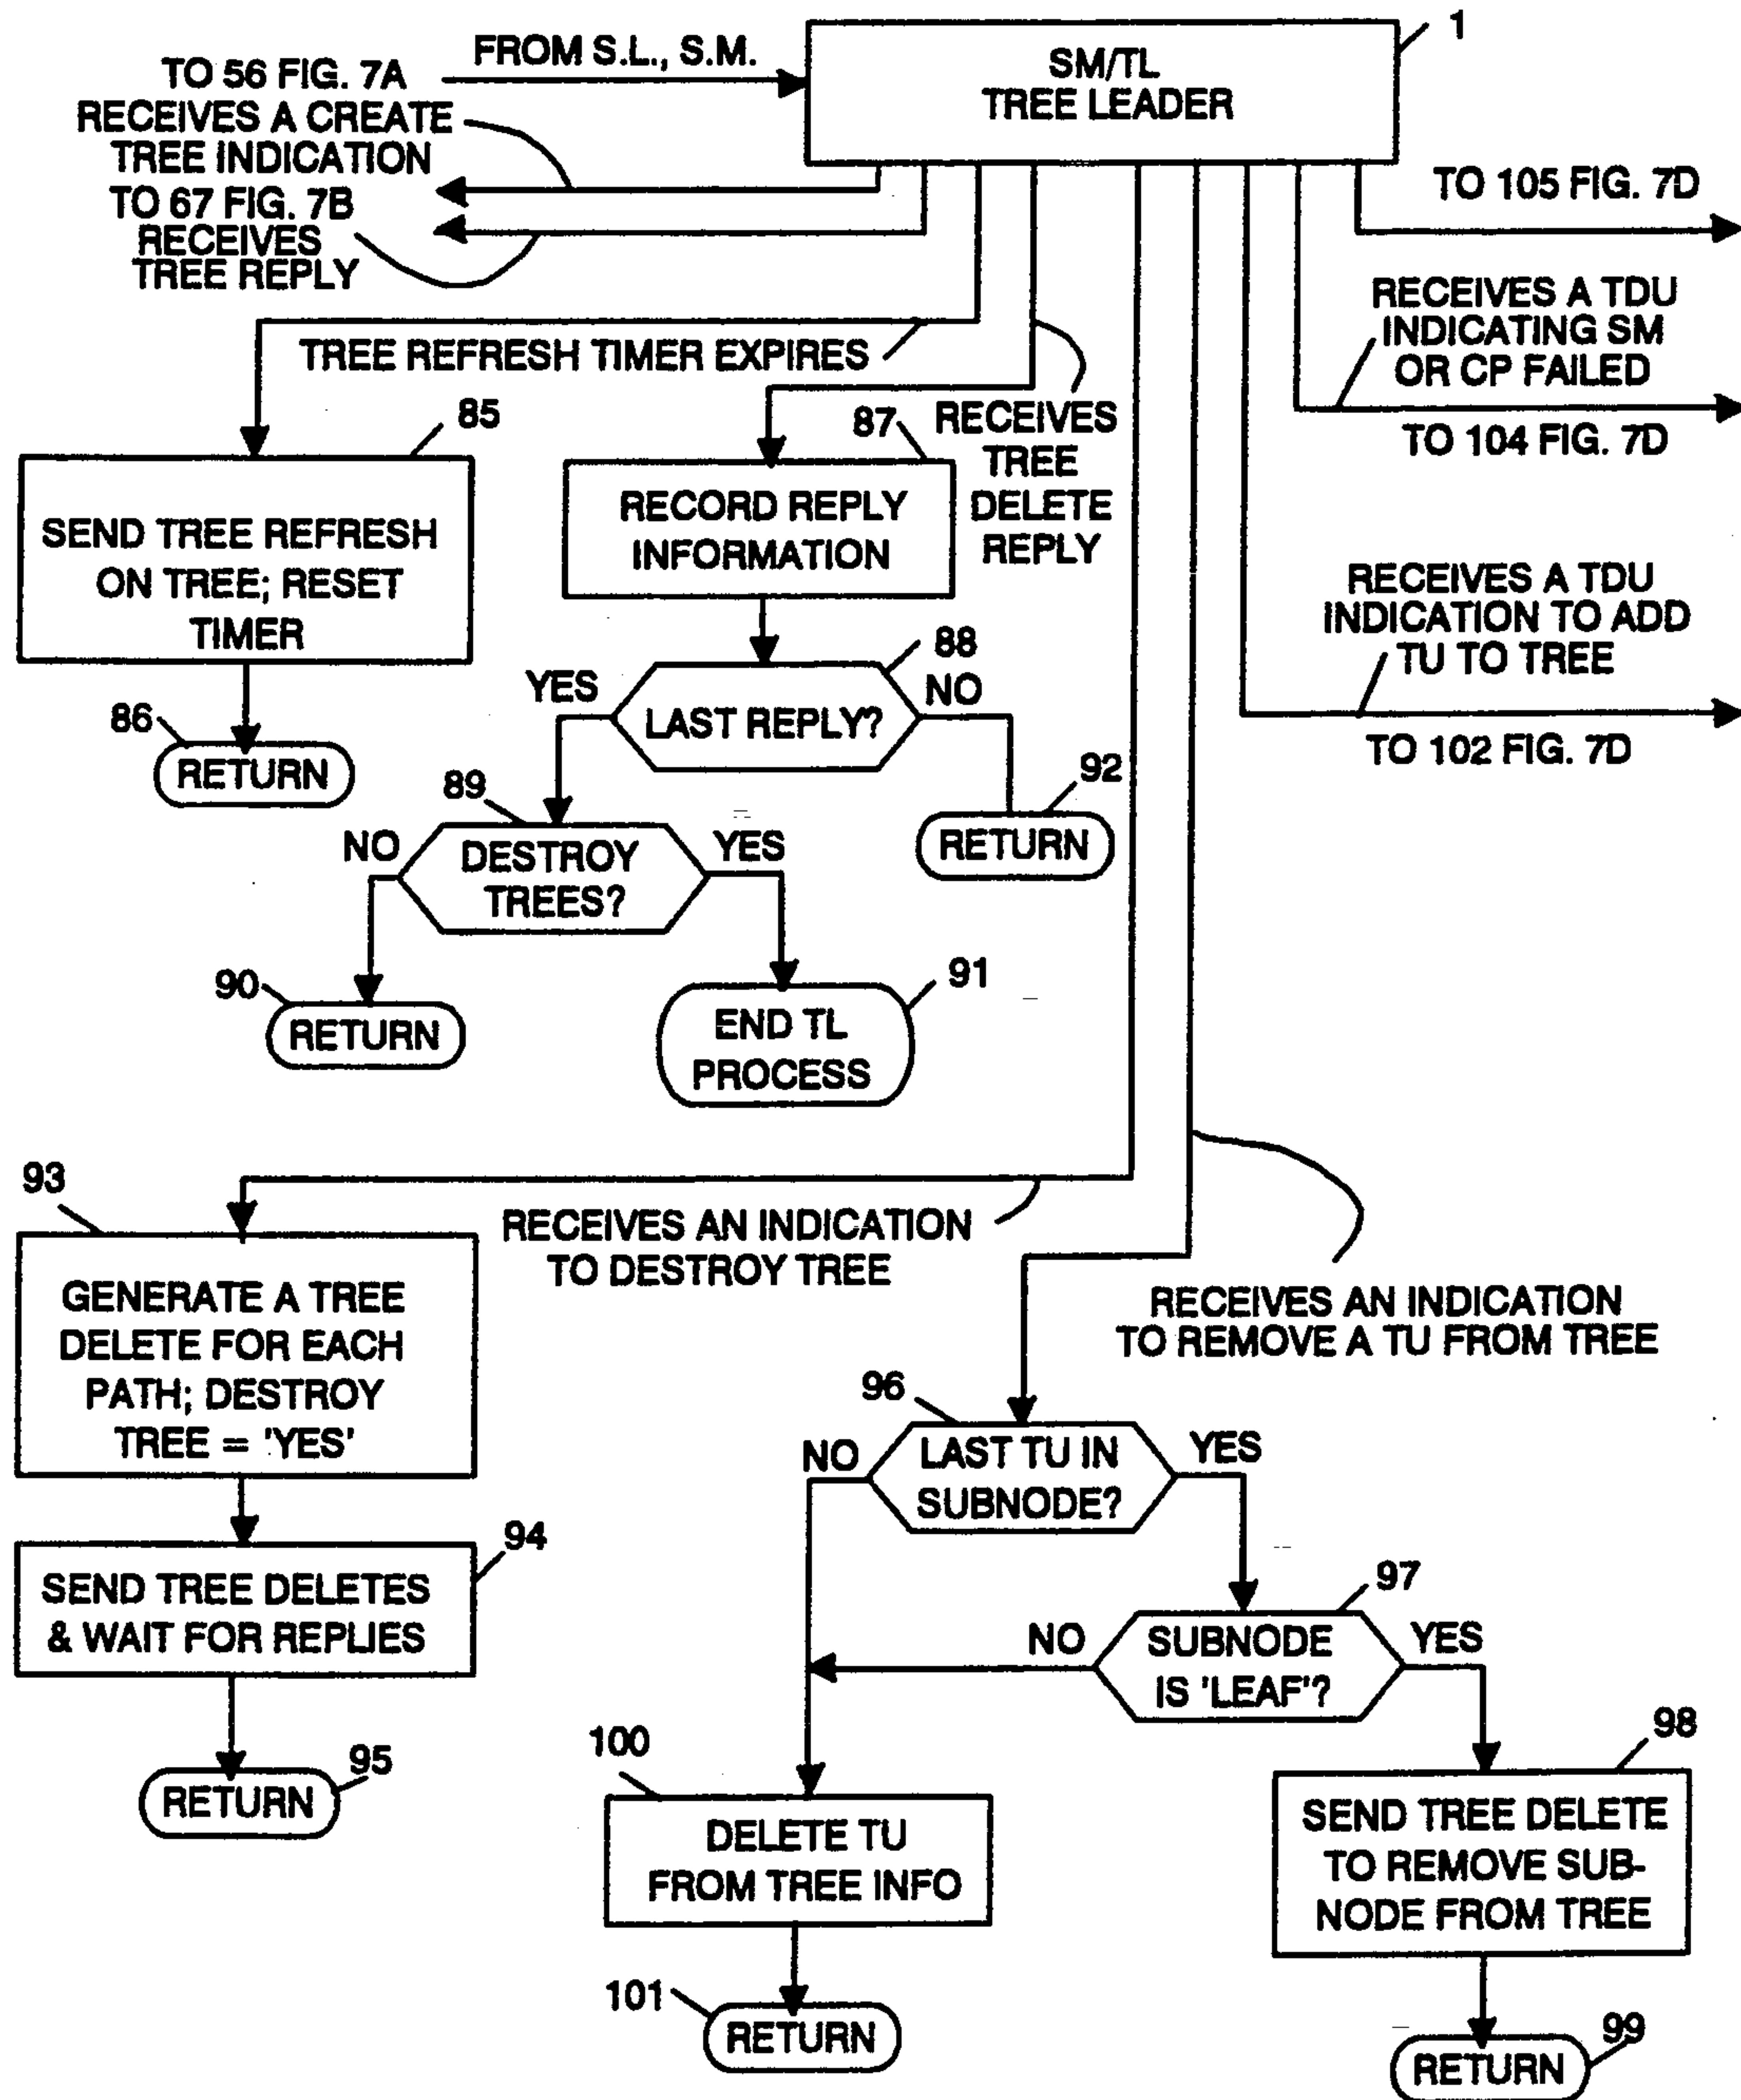 1
FROM S.L., S.M.
SM/TL
TREE LEADER
TO 56 FIG. 7A
RECEIVES A CREATE
TREE INDICATION
TO 67 FIG. 7B
RECEIVES
TREE REPLY
TO 105 FIG. 7D
RECEIVES A TDU
INDICATING SM
OR CP FAILED
TO 104 FIG. 7D
TREE REFRESH TIMER EXPIRES
85
SEND TREE REFRESH
ON TREE; RESET
TIMER
86
RETURN
87
RECORD REPLY
INFORMATION
RECEIVES
TREE
DELETE
REPLY
RECEIVES A TDU
INDICATION TO ADD
TU TO TREE
TO 102 FIG. 7D
88
YES
NO
LAST REPLY?
92
RETURN
89
NO
YES
DESTROY
TREES?
90
RETURN
91
END TL
PROCESS
93
RECEIVES AN INDICATION
TO DESTROY TREE
GENERATE A TREE
DELETE FOR EACH
PATH; DESTROY
TREE = 'YES'
94
SEND TREE DELETES
& WAIT FOR REPLIES
95
RETURN
RECEIVES AN INDICATION
TO REMOVE A TU FROM TREE
96
NO
YES
LAST TU IN
SUBNODE?
97
NO
YES
SUBNODE
IS 'LEAF'?
98
SEND TREE DELETE
TO REMOVE SUB-
NODE FROM TREE
99
RETURN
100
DELETE TU
FROM TREE INFO
101
RETURN